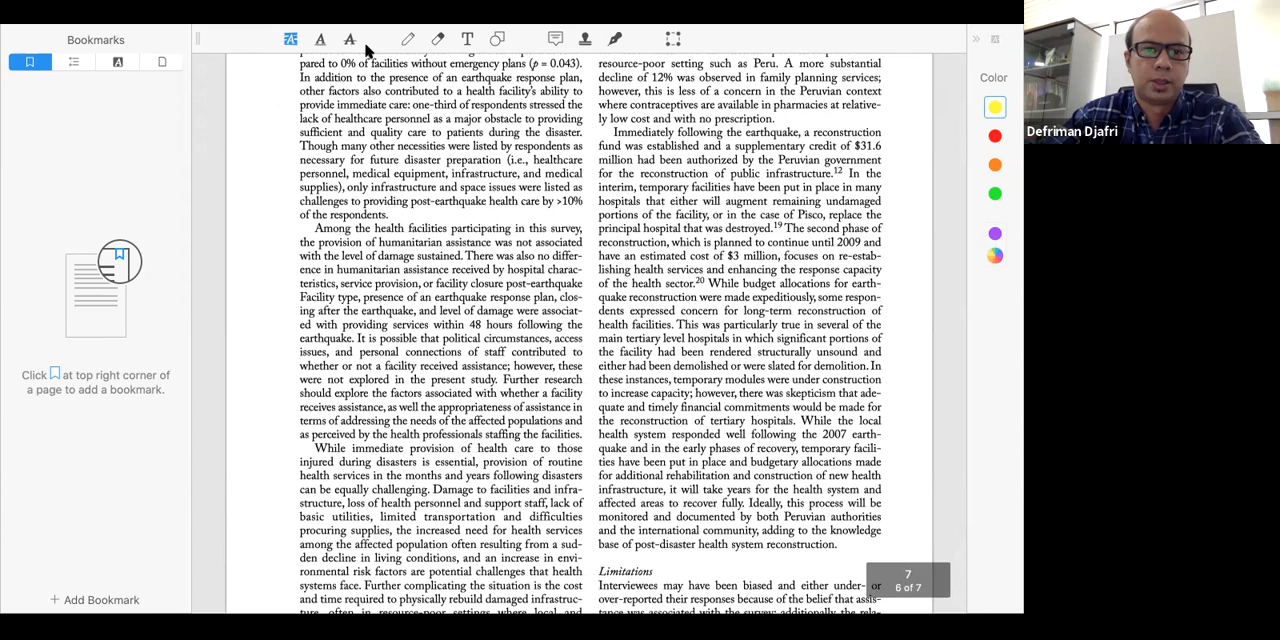 Bookmarks
Click at top right corner of
a page to add a bookmark.
+ Add Bookmark
pared to 0% of facilities without emergency plans (p = 0.043).
In addition to the presence of an earthquake response plan,
other factors also contributed to a health facility's ability to
provide immediate care: one-third of respondents stressed the
lack of healthcare personnel as a major obstacle to providing
sufficient and quality care to patients during the disaster.
Though many other necessities were listed by respondents as
necessary for future disaster preparation (i.e., healthcare
personnel, medical equipment, infrastructure, and medical
supplies), only infrastructure and space issues were listed as
challenges to providing post-earthquake health care by >10%
of the respondents.
Among the health facilities participating in this survey,
the provision of humanitarian assistance was not associated
with the level of damage sustained. There was also no differ-
ence in humanitarian assistance received by hospital charac-
teristics, service provision, or facility closure post-earthquake
Facility type, presence of an earthquake response plan, clos-
ing after the earthquake, and level of damage were associat-
ed with providing services within 48 hours following the
earthquake. It is possible that political circumstances, access
issues, and personal connections of staff contributed to
whether or not a facility received assistance; however, these
were not explored in the present study. Further research
should explore the factors associated with whether a facility
receives assistance, as well the appropriateness of assistance in
terms of addressing the needs of the affected populations and
as perceived by the health professionals staffing the facilities.
While immediate provision of health care to those
injured during disasters is essential, provision of routine
health services in the months and years following disasters
can be equally challenging. Damage to facilities and infra-
structure, loss of health personnel and support staff, lack of
basic utilities, limited transportation and difficulties
procuring supplies, the increased need for health services
among the affected population often resulting from a sud-
den decline in living conditions, and an increase in envi-
ronmental risk factors are potential challenges that health
systems face. Further complicating the situation is the cost
and time required to physically rebuild damaged infrastruc-
ture, often in resource-poor settings where local and
resource-poor setting such as Peru. A more substantial
decline of 12% was observed in family planning services;
however, this is less of a concern in the Peruvian context
where contraceptives are available in pharmacies at relative-
ly low cost and with no prescription.
Immediately following the earthquake, a reconstruction
fund was established and a supplementary credit of $31.6
million had been authorized by the Peruvian government
for the reconstruction of public infrastructure.12 In the
interim, temporary facilities have been put in place in many
hospitals that either will augment remaining undamaged
portions of the facility, or in the case of Pisco, replace the
principal hospital that was destroyed.19 The second phase of
reconstruction, which is planned to continue until 2009 and
have an estimated cost of $3 million, focuses on re-estab-
lishing health services and enhancing the response capacity
of the health sector.20 While budget allocations for earth-
quake reconstruction were made expeditiously, some respon-
dents expressed concern for long-term reconstruction of
health facilities. This was particularly true in several of the
main tertiary level hospitals in which significant portions of
the facility had been rendered structurally unsound and
either had been demolished or were slated for demolition. In
these instances, temporary modules were under construction
to increase capacity; however, there was skepticism that ade-
quate and timely financial commitments would be made for
the reconstruction of tertiary hospitals. While the local
health system responded well following the 2007 earth-
quake and in the early phases of recovery, temporary facili-
ties have been put in place and budgetary allocations made
for additional rehabilitation and construction of new health
infrastructure, it will take years for the health system and
affected areas to recover fully. Ideally, this process will be
monitored and documented by both Peruvian authorities
and the international community, adding to the knowledge
base of post-disaster health system reconstruction.
Limitations
Interviewees may have been biased and either under- or
over-reported their responses because of the belief that assis-
tance was associated with the survey; additionally, the rela-
7
6 of 7
Color
Defriman Djafri